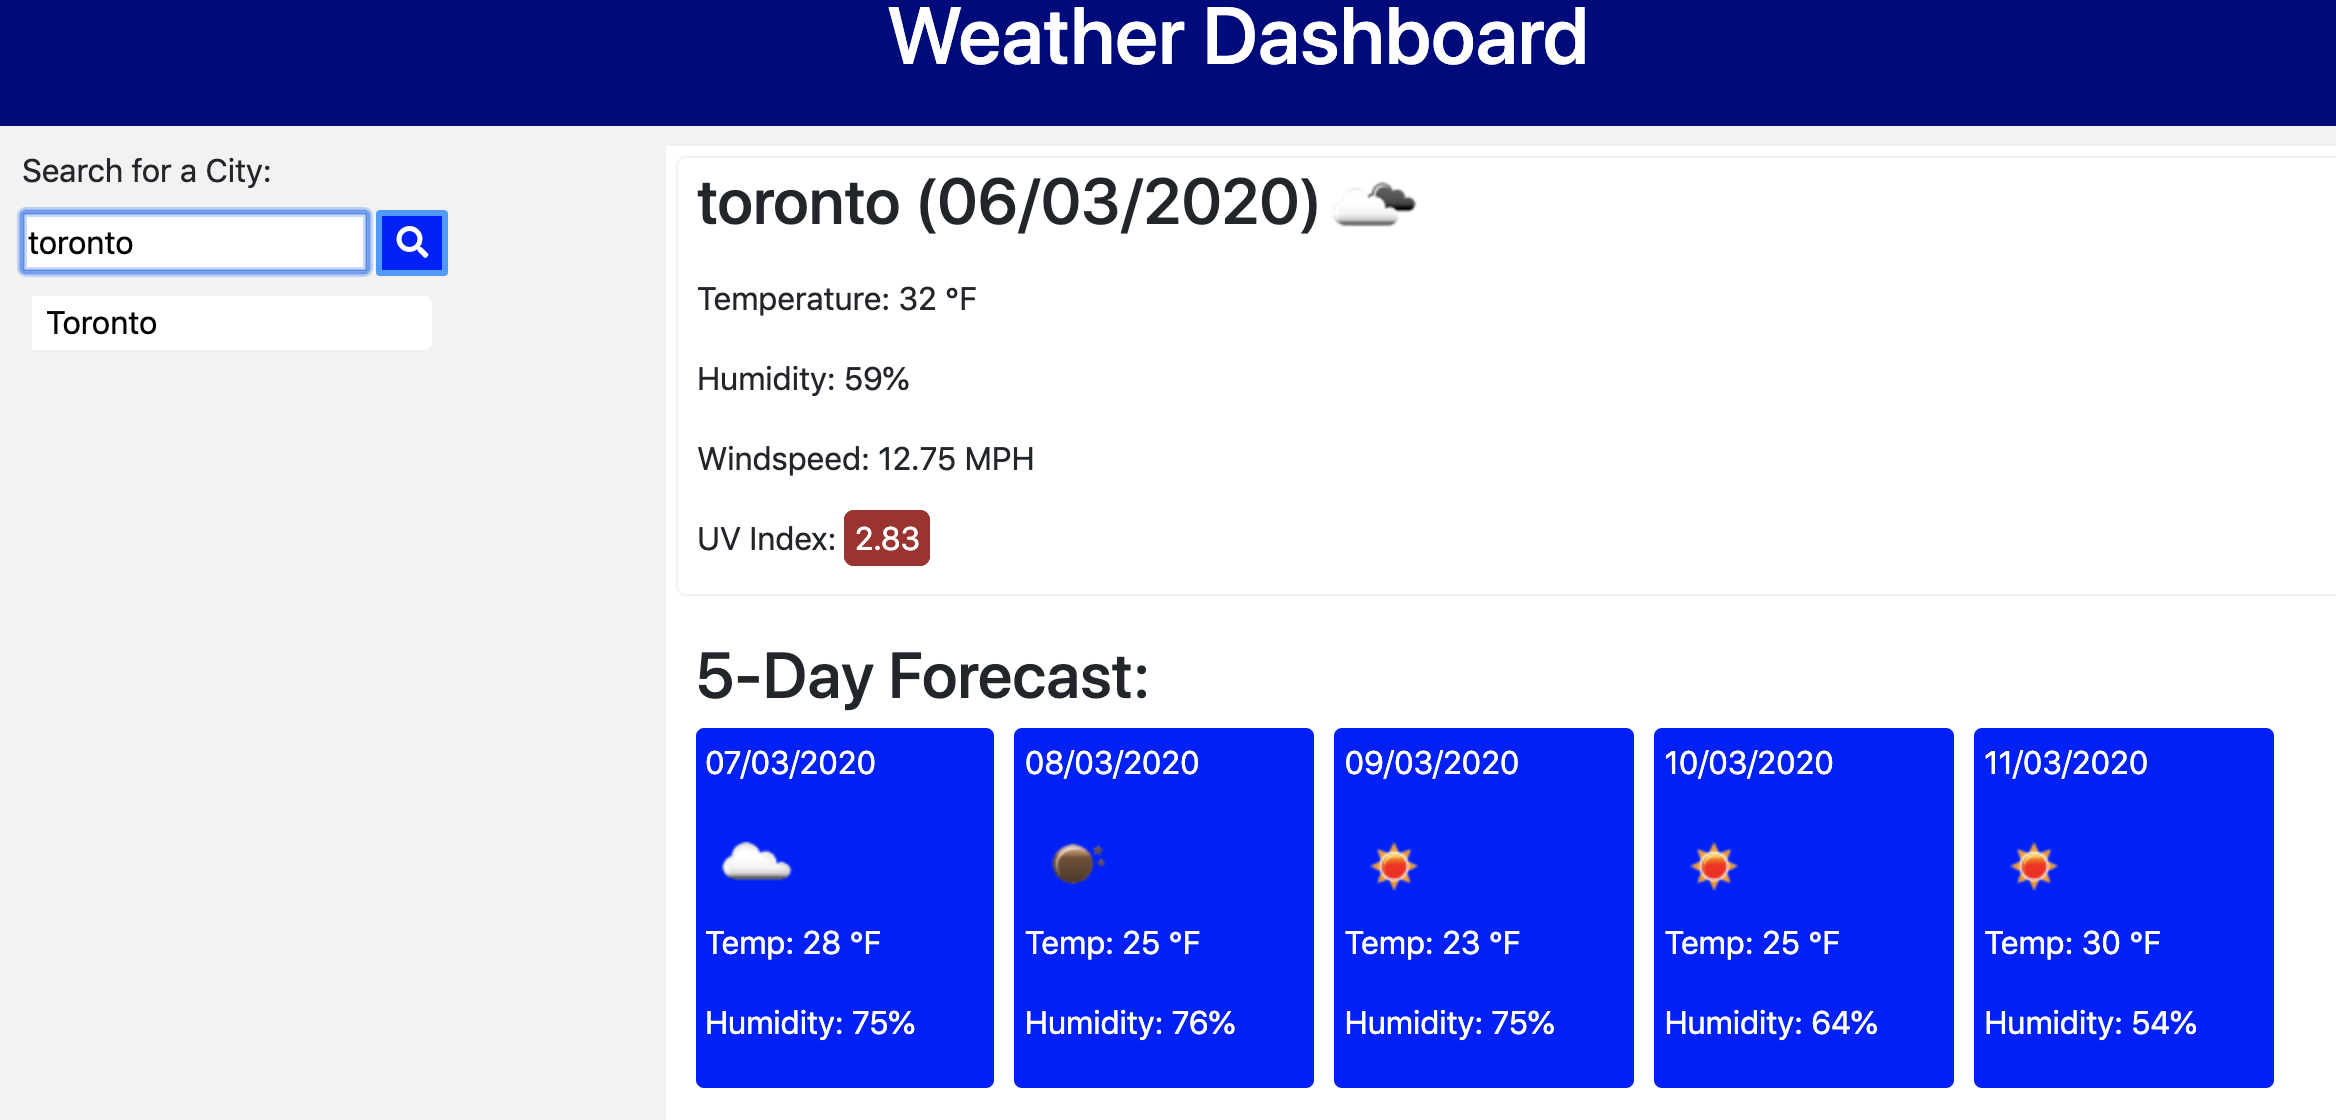 Weather Dashboard
Search for a City:
toronto
Toronto
toronto (06/03/2020)
Temperature: 32 °F
Humidity: 59%
Windspeed: 12.75 MPH
UV Index: 2.83
5-Day Forecast:
07/03/2020
Temp: 28 °F
Humidity: 75%
08/03/2020
Temp: 25 °F
Humidity: 76%
09/03/2020
Temp: 23 °F
Humidity: 75%
10/03/2020
Temp: 25 °F
Humidity: 64%
11/03/2020
Temp: 30 °F
Humidity: 54%